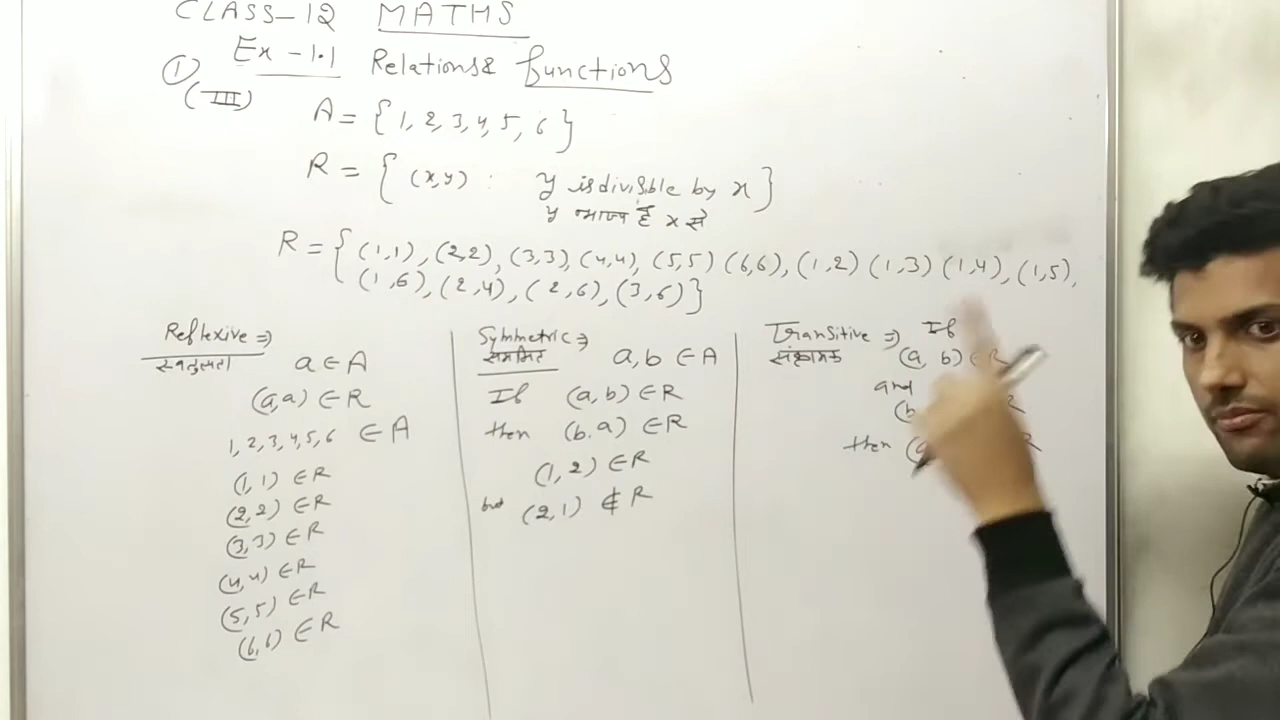 CLASS-12 MATHS
Ex-1.1 Relations & functions
① (III)
A = {1, 2, 3, 4, 5, 6}
R = { (x,y) : y is divisible by x }
y भाज्य है x से
R = { (1,1), (2,2), (3,3), (4,4), (5,5) (6,6), (1,2) (1,3) (1,4), (1,5),
(1,6), (2,4), (2,6), (3,6) }
Reflexive ⇒
a ∈ A
(a,a) ∈ R
1, 2, 3, 4, 5, 6 ∈ A
(1, 1) ∈ R
(2, 2) ∈ R
(3, 3) ∈ R
(4, 4) ∈ R
(5, 5) ∈ R
(6, 6) ∈ R
Symmetric ⇒
सममित
a, b ∈ A
If (a, b) ∈ R
then (b, a) ∈ R
(1, 2) ∈ R
but (2, 1) ∉ R
Transitive ⇒ If
संक्रामक
(a, b) ∈ R
and
(b R
then (a R